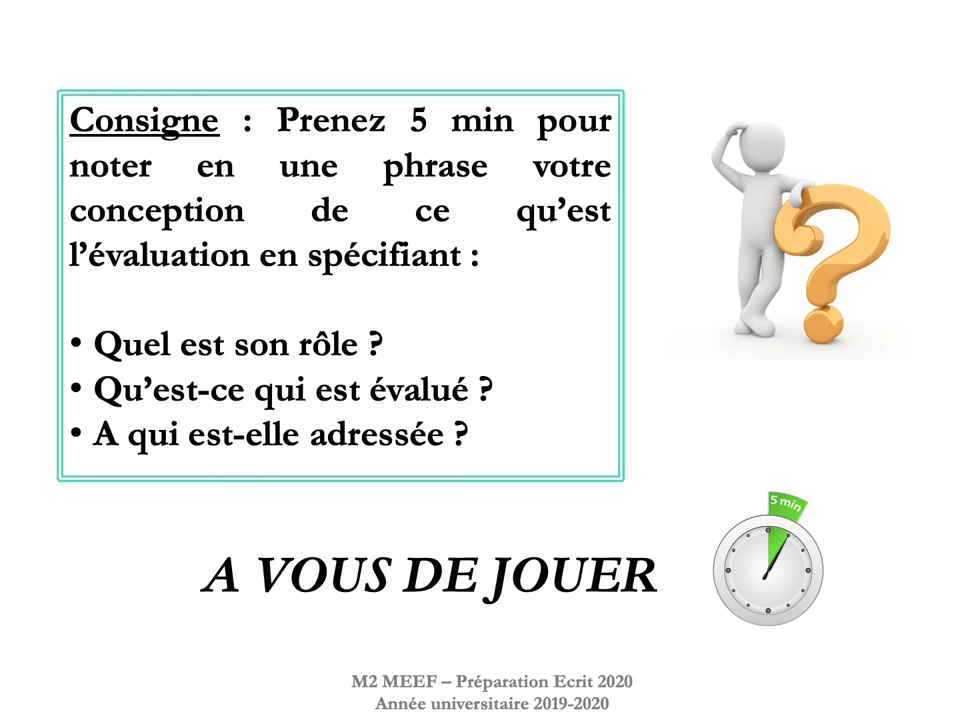 Consigne : Prenez 5 min pour
noter en une phrase votre
conception de ce qu’est
l’évaluation en spécifiant :
• Quel est son rôle ?
• Qu’est-ce qui est évalué ?
• A qui est-elle adressée ?
5 min
A VOUS DE JOUER
M2 MEEF – Préparation Ecrit 2020
Année universitaire 2019-2020